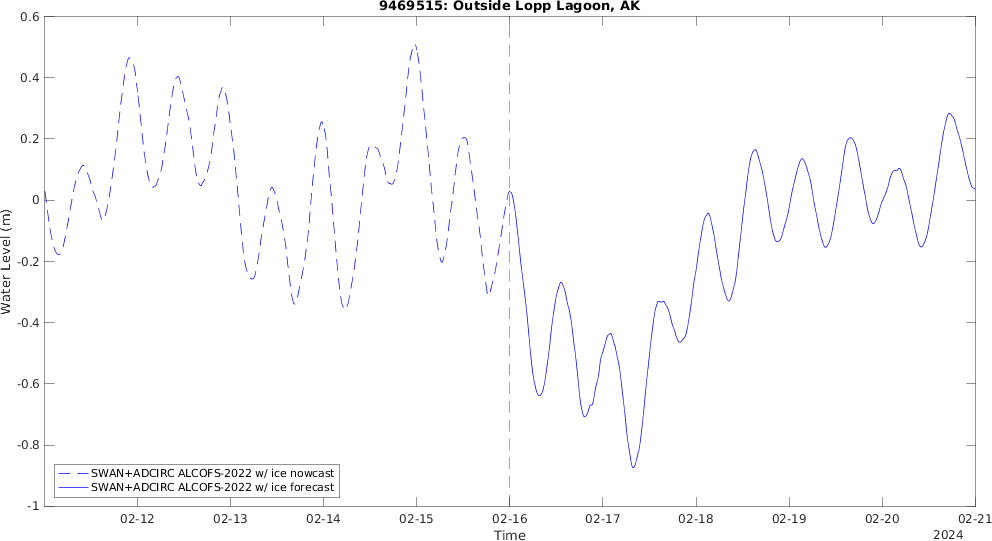 9469515: Outside Lopp Lagoon, AK
Water Level (m)
0.6
0.4
0.2
0
-0.2
-0.4
-0.6
-0.8
-1
SWAN+ADCIRC ALCOFS-2022 w/ ice nowcast
SWAN+ADCIRC ALCOFS-2022 w/ ice forecast
02-12 02-13 02-14 02-15 02-16 02-17 02-18 02-19 02-20 02-21
Time
2024